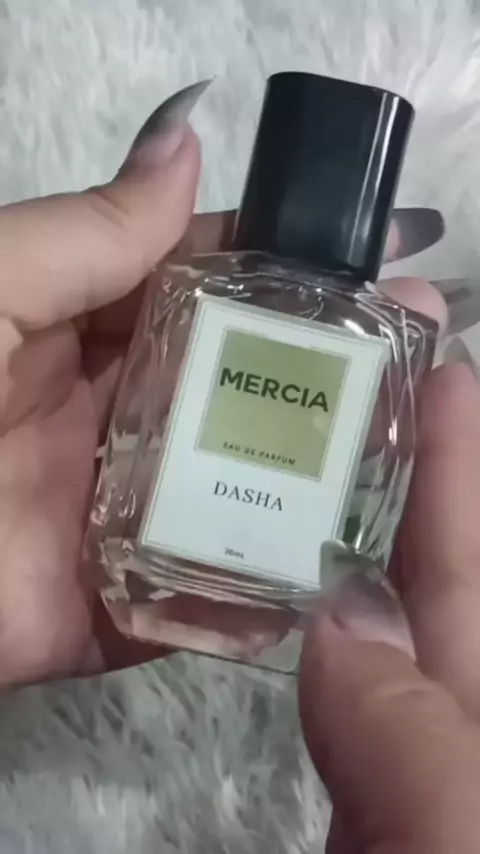 MERCIA
EAU DE PARFUM
DASHA
30mL